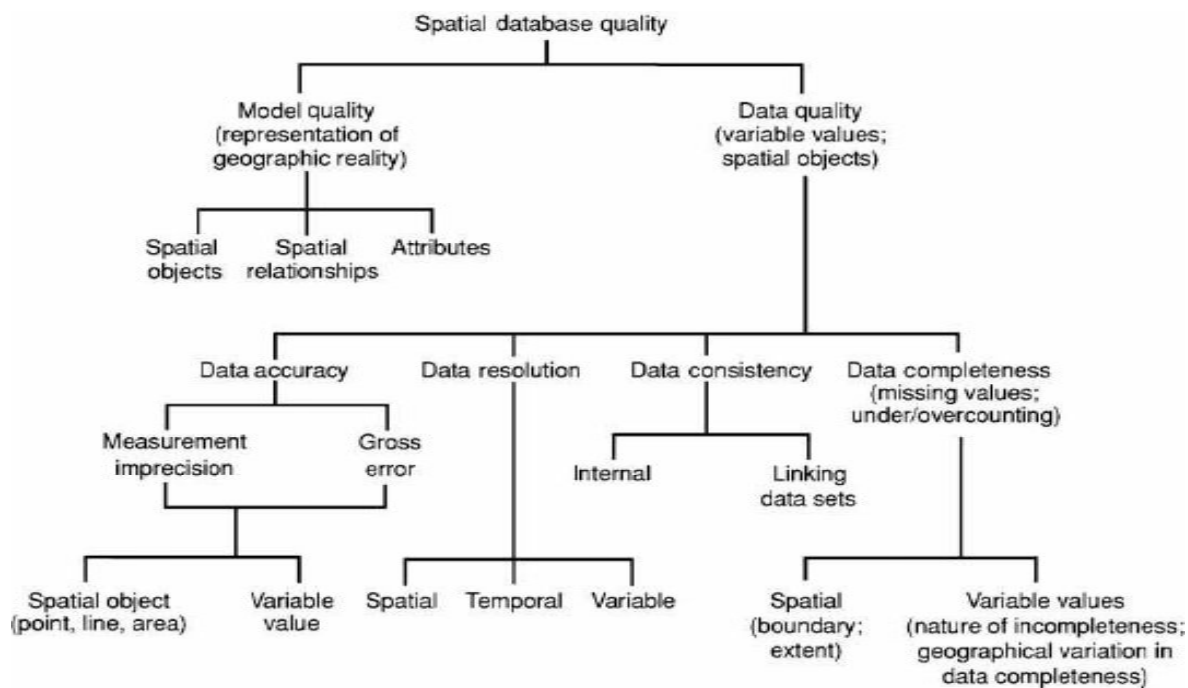 Spatial database quality
Model quality
(representation of
geographic reality)
Data quality
(variable values;
spatial objects)
Spatial
objects
Spatial
relationships
Attributes
Data accuracy
Data resolution
Data consistency
Data completeness
(missing values;
under/overcounting)
Measurement
imprecision
Gross
error
Internal
Linking
data sets
Spatial object
(point, line, area)
Variable
value
Spatial
Temporal
Variable
Spatial
(boundary;
extent)
Variable values
(nature of incompleteness;
geographical variation in
data completeness)